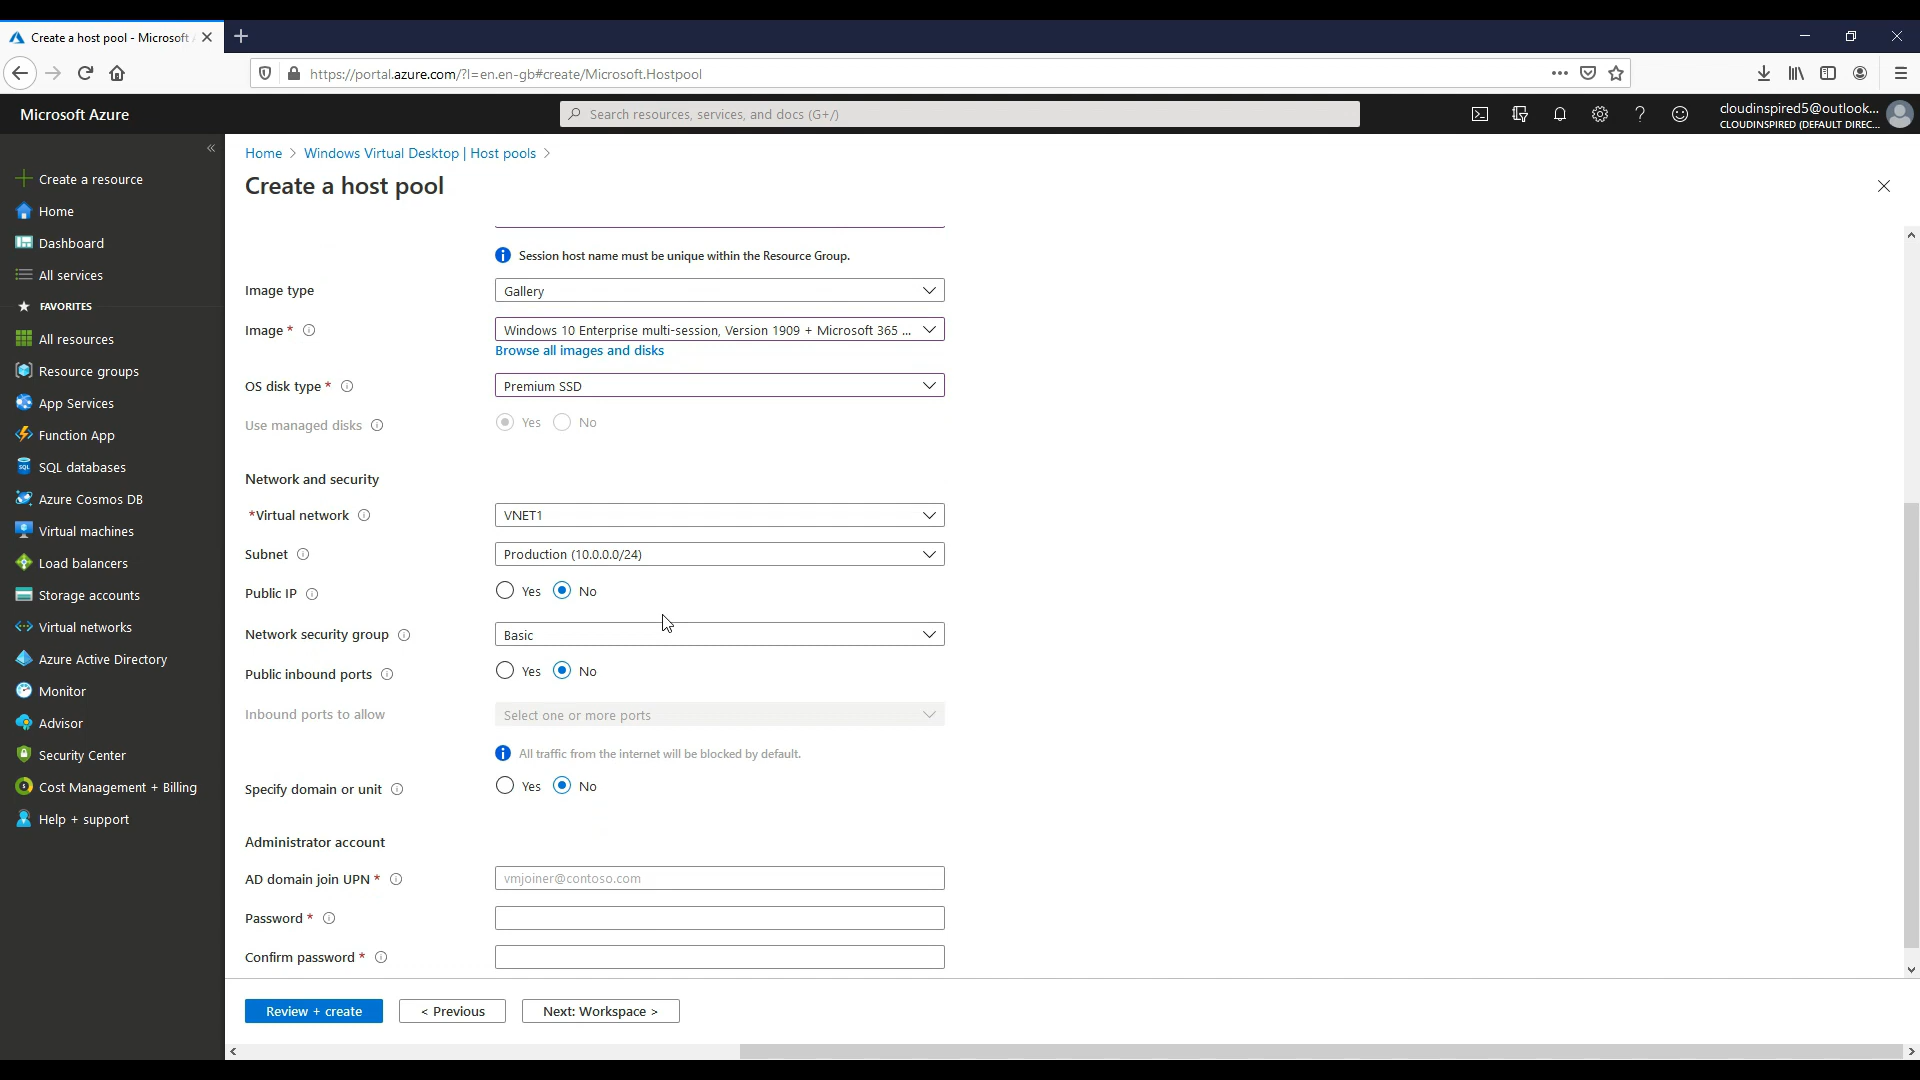 Create a host pool - Microsoft A
https://portal.azure.com/?l=en.en-gb#create/Microsoft.Hostpool
Microsoft Azure
Search resources, services, and docs (G+/)
cloudinspired5@outlook...
CLOUDINSPIRED (DEFAULT DIREC...
Home > Windows Virtual Desktop | Host pools >
Create a host pool
Create a resource
Home
Dashboard
All services
FAVORITES
All resources
Resource groups
App Services
Function App
SQL databases
Azure Cosmos DB
Virtual machines
Load balancers
Storage accounts
Virtual networks
Azure Active Directory
Monitor
Advisor
Security Center
Cost Management + Billing
Help + support
Session host name must be unique within the Resource Group.
Image type
Gallery
Image *
Windows 10 Enterprise multi-session, Version 1909 + Microsoft 365 ...
Browse all images and disks
OS disk type *
Premium SSD
Use managed disks
Yes No
Network and security
*Virtual network
VNET1
Subnet
Production (10.0.0.0/24)
Public IP
Yes No
Network security group
Basic
Public inbound ports
Yes No
Inbound ports to allow
Select one or more ports
All traffic from the internet will be blocked by default.
Specify domain or unit
Yes No
Administrator account
AD domain join UPN *
vmjoiner@contoso.com
Password *
Confirm password *
Review + create
< Previous
Next: Workspace >